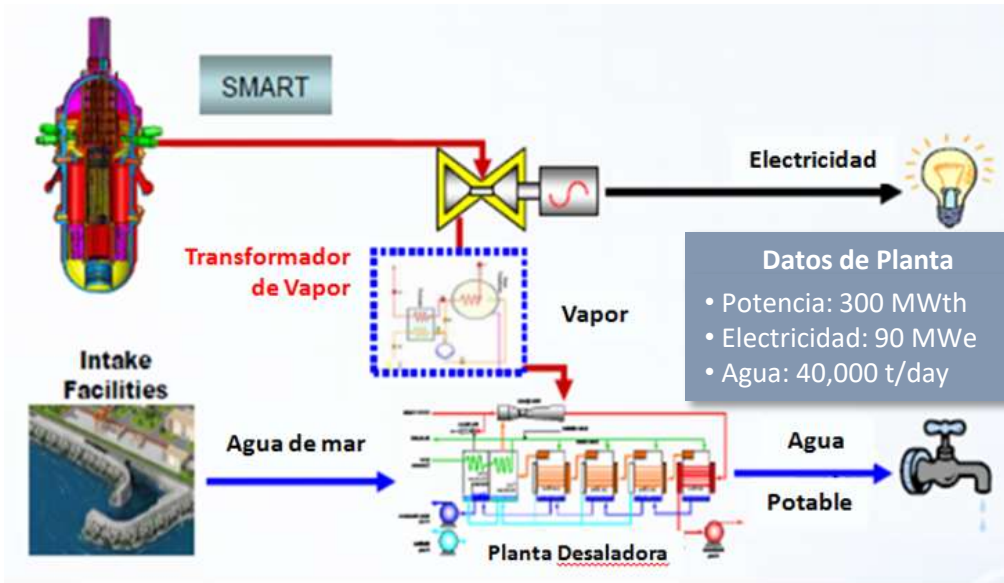 SMART
Electricidad
Transformador
de Vapor
Vapor
Datos de Planta
• Potencia: 300 MWth
• Electricidad: 90 MWe
• Agua: 40,000 t/day
Intake
Facilities
Agua de mar
Agua
Potable
Planta Desaladora